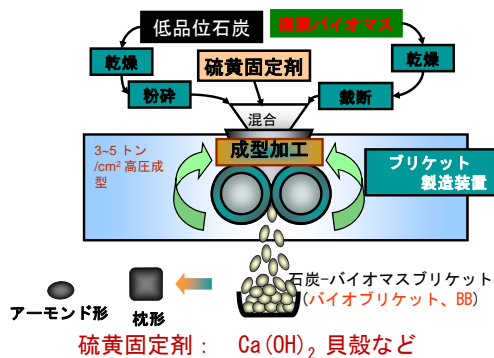 低品位石炭
廃棄バイオマス
乾燥
乾燥
硫黄固定剤
粉砕
裁断
混合
3~5トン
/cm2 高圧成
型
成型加工
ブリケット
製造装置
石炭-バイオマスブリケット
(バイオブリケット、BB)
アーモンド形
枕形
硫黄固定剤： Ca(OH)2 貝殻など